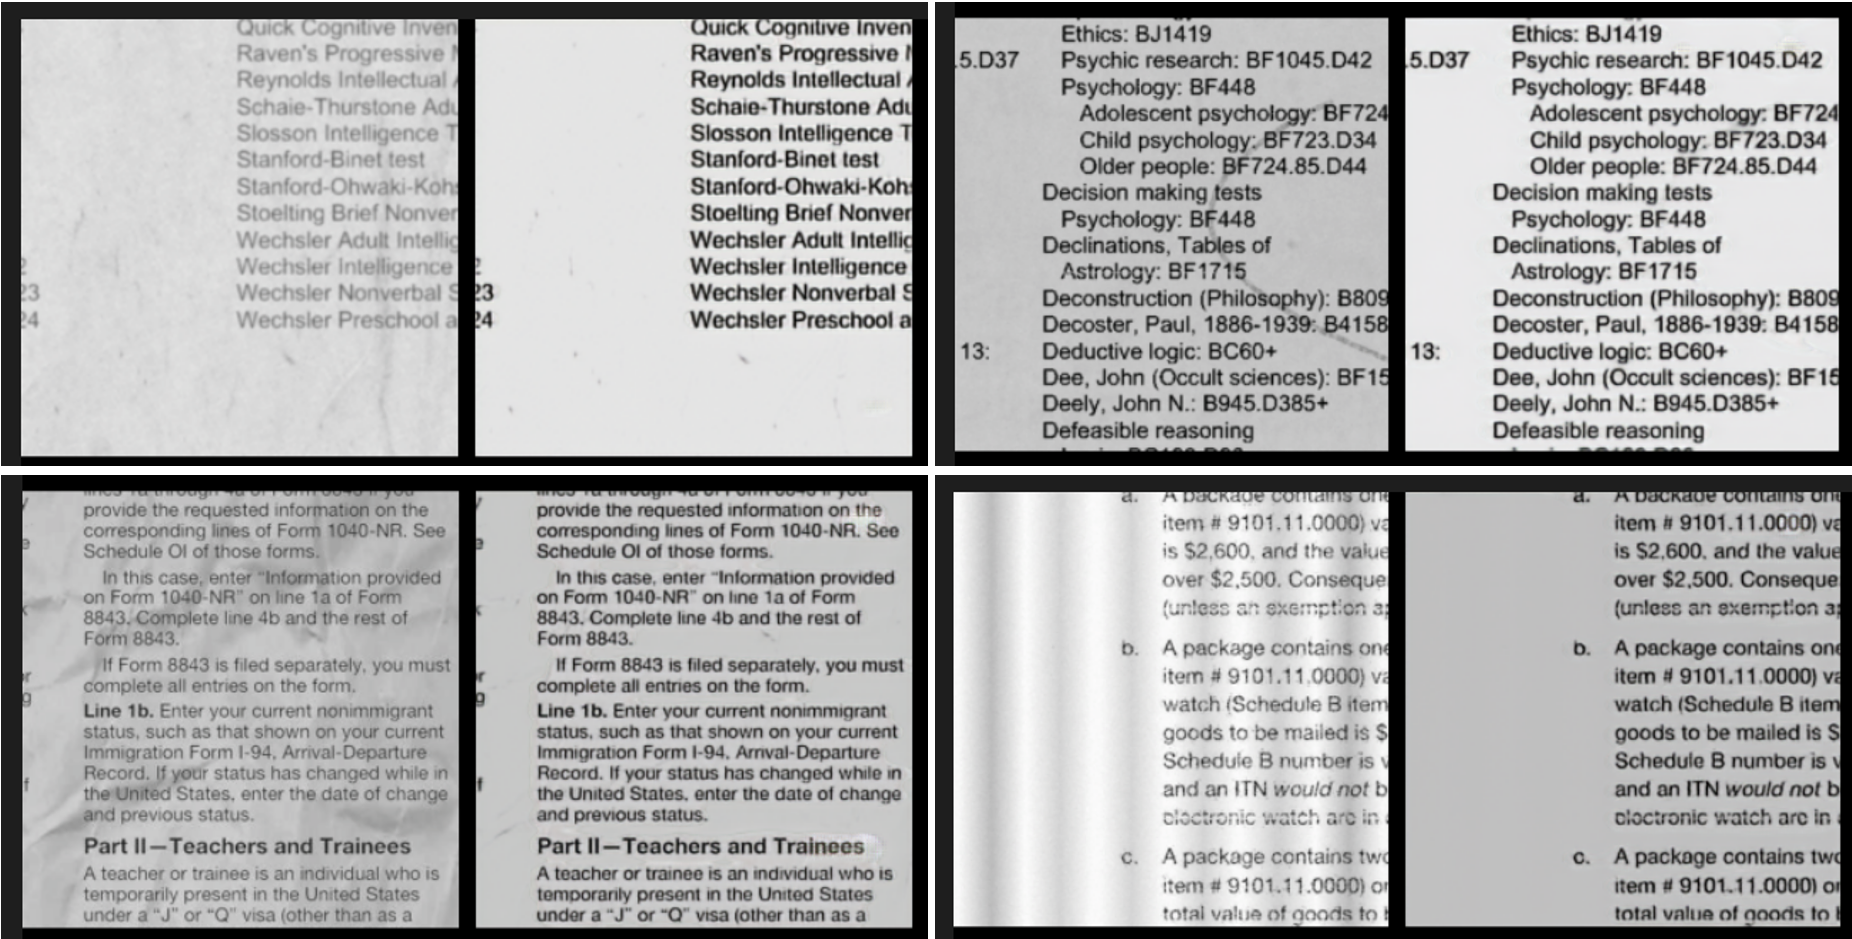 Quick Cognitive Inven
Raven's Progressive
Reynolds Intellectual
Schaie-Thurstone Adu
Slosson Intelligence T
Stanford-Binet test
Stanford-Ohwaki-Kohs
Stoelting Brief Nonver
Wechsler Adult Intellig
Wechsler Intelligence
23 Wechsler Nonverbal S
24 Wechsler Preschool a
Quick Cognitive Inven
Raven's Progressive
Reynolds Intellectual
Schaie-Thurstone Adu
Slosson Intelligence T
Stanford-Binet test
Stanford-Ohwaki-Kohs
Stoelting Brief Nonver
Wechsler Adult Intellig
2 Wechsler Intelligence
23 Wechsler Nonverbal S
24 Wechsler Preschool a
Ethics: BJ1419
.5.D37 Psychic research: BF1045.D42
Psychology: BF448
Adolescent psychology: BF724
Child psychology: BF723.D34
Older people: BF724.85.D44
Decision making tests
Psychology: BF448
Declinations, Tables of
Astrology: BF1715
Deconstruction (Philosophy): B809
Decoster, Paul, 1886-1939: B4158
13: Deductive logic: BC60+
Dee, John (Occult sciences): BF15
Deely, John N.: B945.D385+
Defeasible reasoning
Ethics: BJ1419
.5.D37 Psychic research: BF1045.D42
Psychology: BF448
Adolescent psychology: BF724
Child psychology: BF723.D34
Older people: BF724.85.D44
Decision making tests
Psychology: BF448
Declinations, Tables of
Astrology: BF1715
Deconstruction (Philosophy): B809
Decoster, Paul, 1886-1939: B4158
13: Deductive logic: BC60+
Dee, John (Occult sciences): BF15
Deely, John N.: B945.D385+
Defeasible reasoning
lines 1a through 4a of Form 8843 if you
provide the requested information on the
corresponding lines of Form 1040-NR. See
Schedule OI of those forms.
In this case, enter “Information provided
on Form 1040-NR” on line 1a of Form
8843. Complete line 4b and the rest of
Form 8843.
If Form 8843 is filed separately, you must
complete all entries on the form.
Line 1b. Enter your current nonimmigrant
status, such as that shown on your current
Immigration Form I-94, Arrival-Departure
Record. If your status has changed while in
the United States, enter the date of change
and previous status.
Part II—Teachers and Trainees
A teacher or trainee is an individual who is
temporarily present in the United States
under a “J” or “Q” visa (other than as a
lines 1a through 4a of Form 8843 if you
provide the requested information on the
corresponding lines of Form 1040-NR. See
Schedule OI of those forms.
In this case, enter “Information provided
on Form 1040-NR” on line 1a of Form
8843. Complete line 4b and the rest of
Form 8843.
If Form 8843 is filed separately, you must
complete all entries on the form.
Line 1b. Enter your current nonimmigrant
status, such as that shown on your current
Immigration Form I-94, Arrival-Departure
Record. If your status has changed while in
the United States, enter the date of change
and previous status.
Part II—Teachers and Trainees
A teacher or trainee is an individual who is
temporarily present in the United States
under a “J” or “Q” visa (other than as a
a. A package contains one
item # 9101.11.0000) va
is $2,600, and the value
over $2,500. Conseque
(unless an exemption ap
b. A package contains one
item # 9101.11.0000) va
watch (Schedule B item
goods to be mailed is $
Schedule B number is v
and an ITN would not b
electronic watch are in
c. A package contains two
item # 9101.11.0000) or
total value of goods to b
a. A package contains one
item # 9101.11.0000) va
is $2,600, and the value
over $2,500. Conseque
(unless an exemption ap
b. A package contains one
item # 9101.11.0000) va
watch (Schedule B item
goods to be mailed is $
Schedule B number is v
and an ITN would not b
electronic watch are in
c. A package contains two
item # 9101.11.0000) or
total value of goods to b